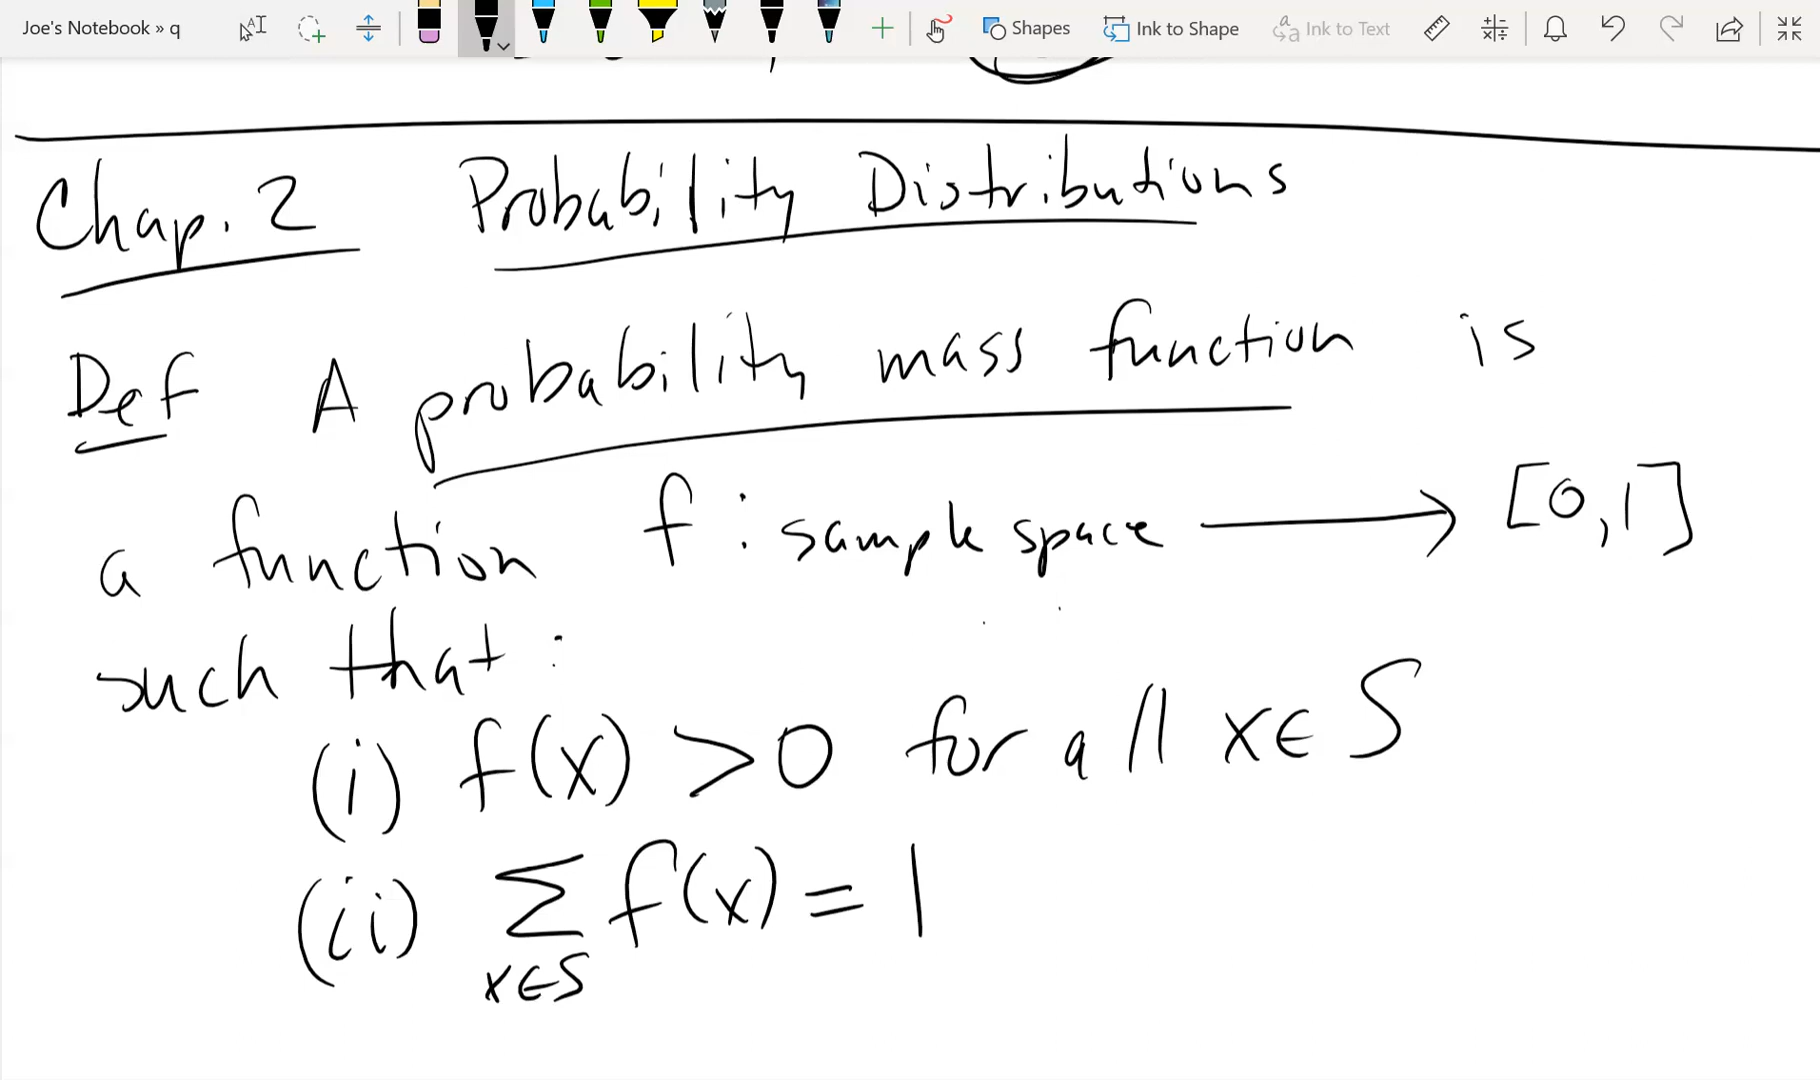 Joe's Notebook » q
Shapes
Ink to Shape
Ink to Text
Chap. 2 Probability Distributions
Def A probability mass function is
a function f : sample space ⟶ [0,1]
such that :
(i) f(x) > 0 for all x ∈ S
(ii) ∑ f(x) = 1
x ∈ S